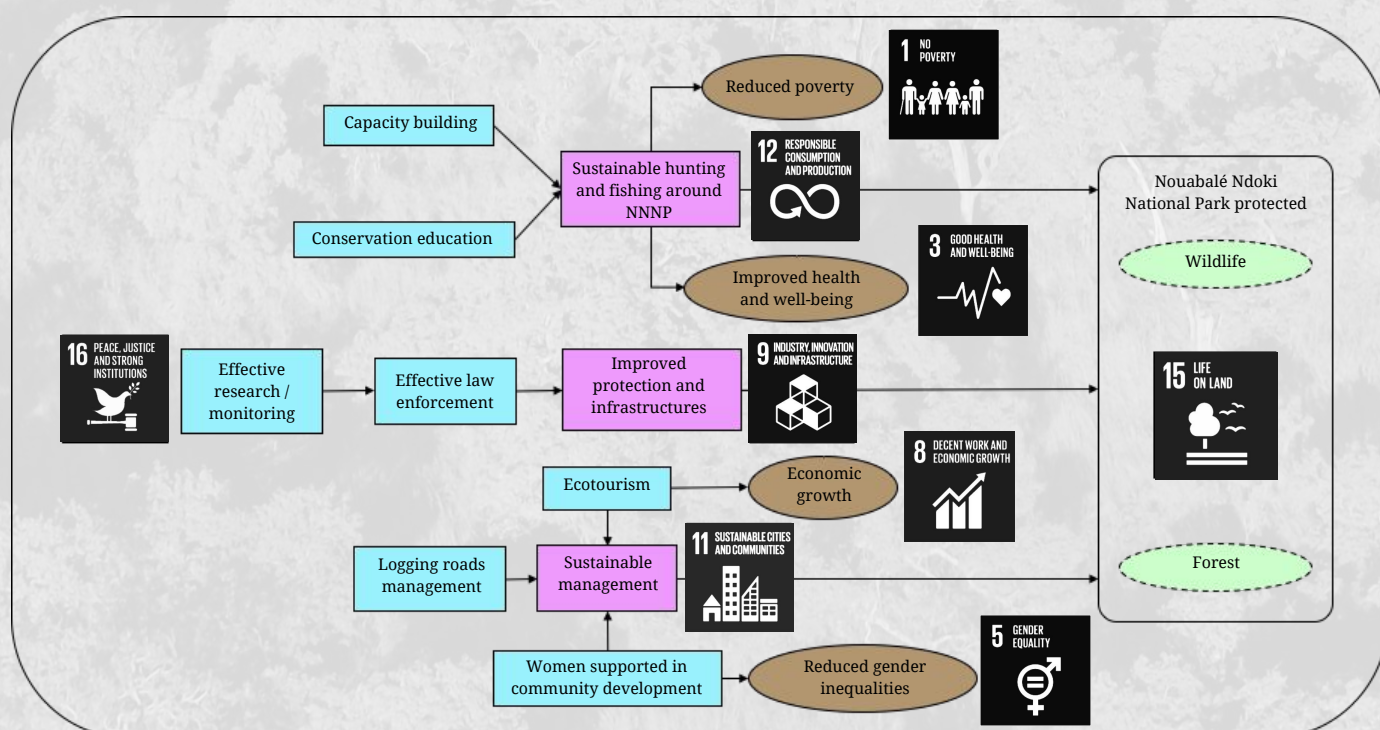 1 NO
POVERTY
Reduced poverty
Capacity building
12 RESPONSIBLE
CONSUMPTION
AND PRODUCTION
Sustainable hunting
and fishing around
NNNP
Conservation education
3 GOOD HEALTH
AND WELL-BEING
Improved health
and well-being
Nouabalé Ndoki
National Park protected
Wildlife
16 PEACE, JUSTICE
AND STRONG
INSTITUTIONS
Effective
research /
monitoring
Effective law
enforcement
Improved
protection and
infrastructures
9 INDUSTRY, INNOVATION
AND INFRASTRUCTURE
15 LIFE
ON LAND
Ecotourism
Economic
growth
8 DECENT WORK AND
ECONOMIC GROWTH
Logging roads
management
Sustainable
management
11 SUSTAINABLE CITIES
AND COMMUNITIES
Forest
Women supported in
community development
Reduced gender
inequalities
5 GENDER
EQUALITY